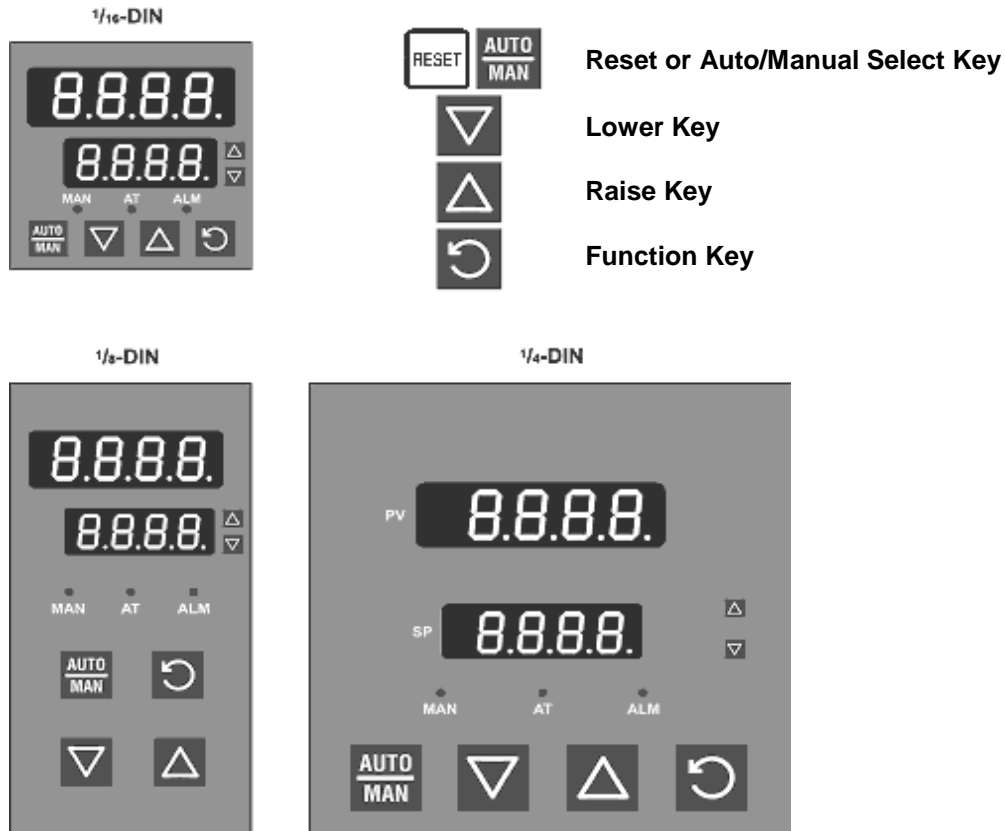 1/16-DIN
8.8.8.8.
8.8.8.8.
MAN AT ALM
AUTO
MAN
RESET
AUTO
MAN
Reset or Auto/Manual Select Key
Lower Key
Raise Key
Function Key
1/8-DIN
8.8.8.8.
8.8.8.8.
MAN AT ALM
AUTO
MAN
1/4-DIN
PV 8.8.8.8.
SP 8.8.8.8.
MAN AT ALM
AUTO
MAN